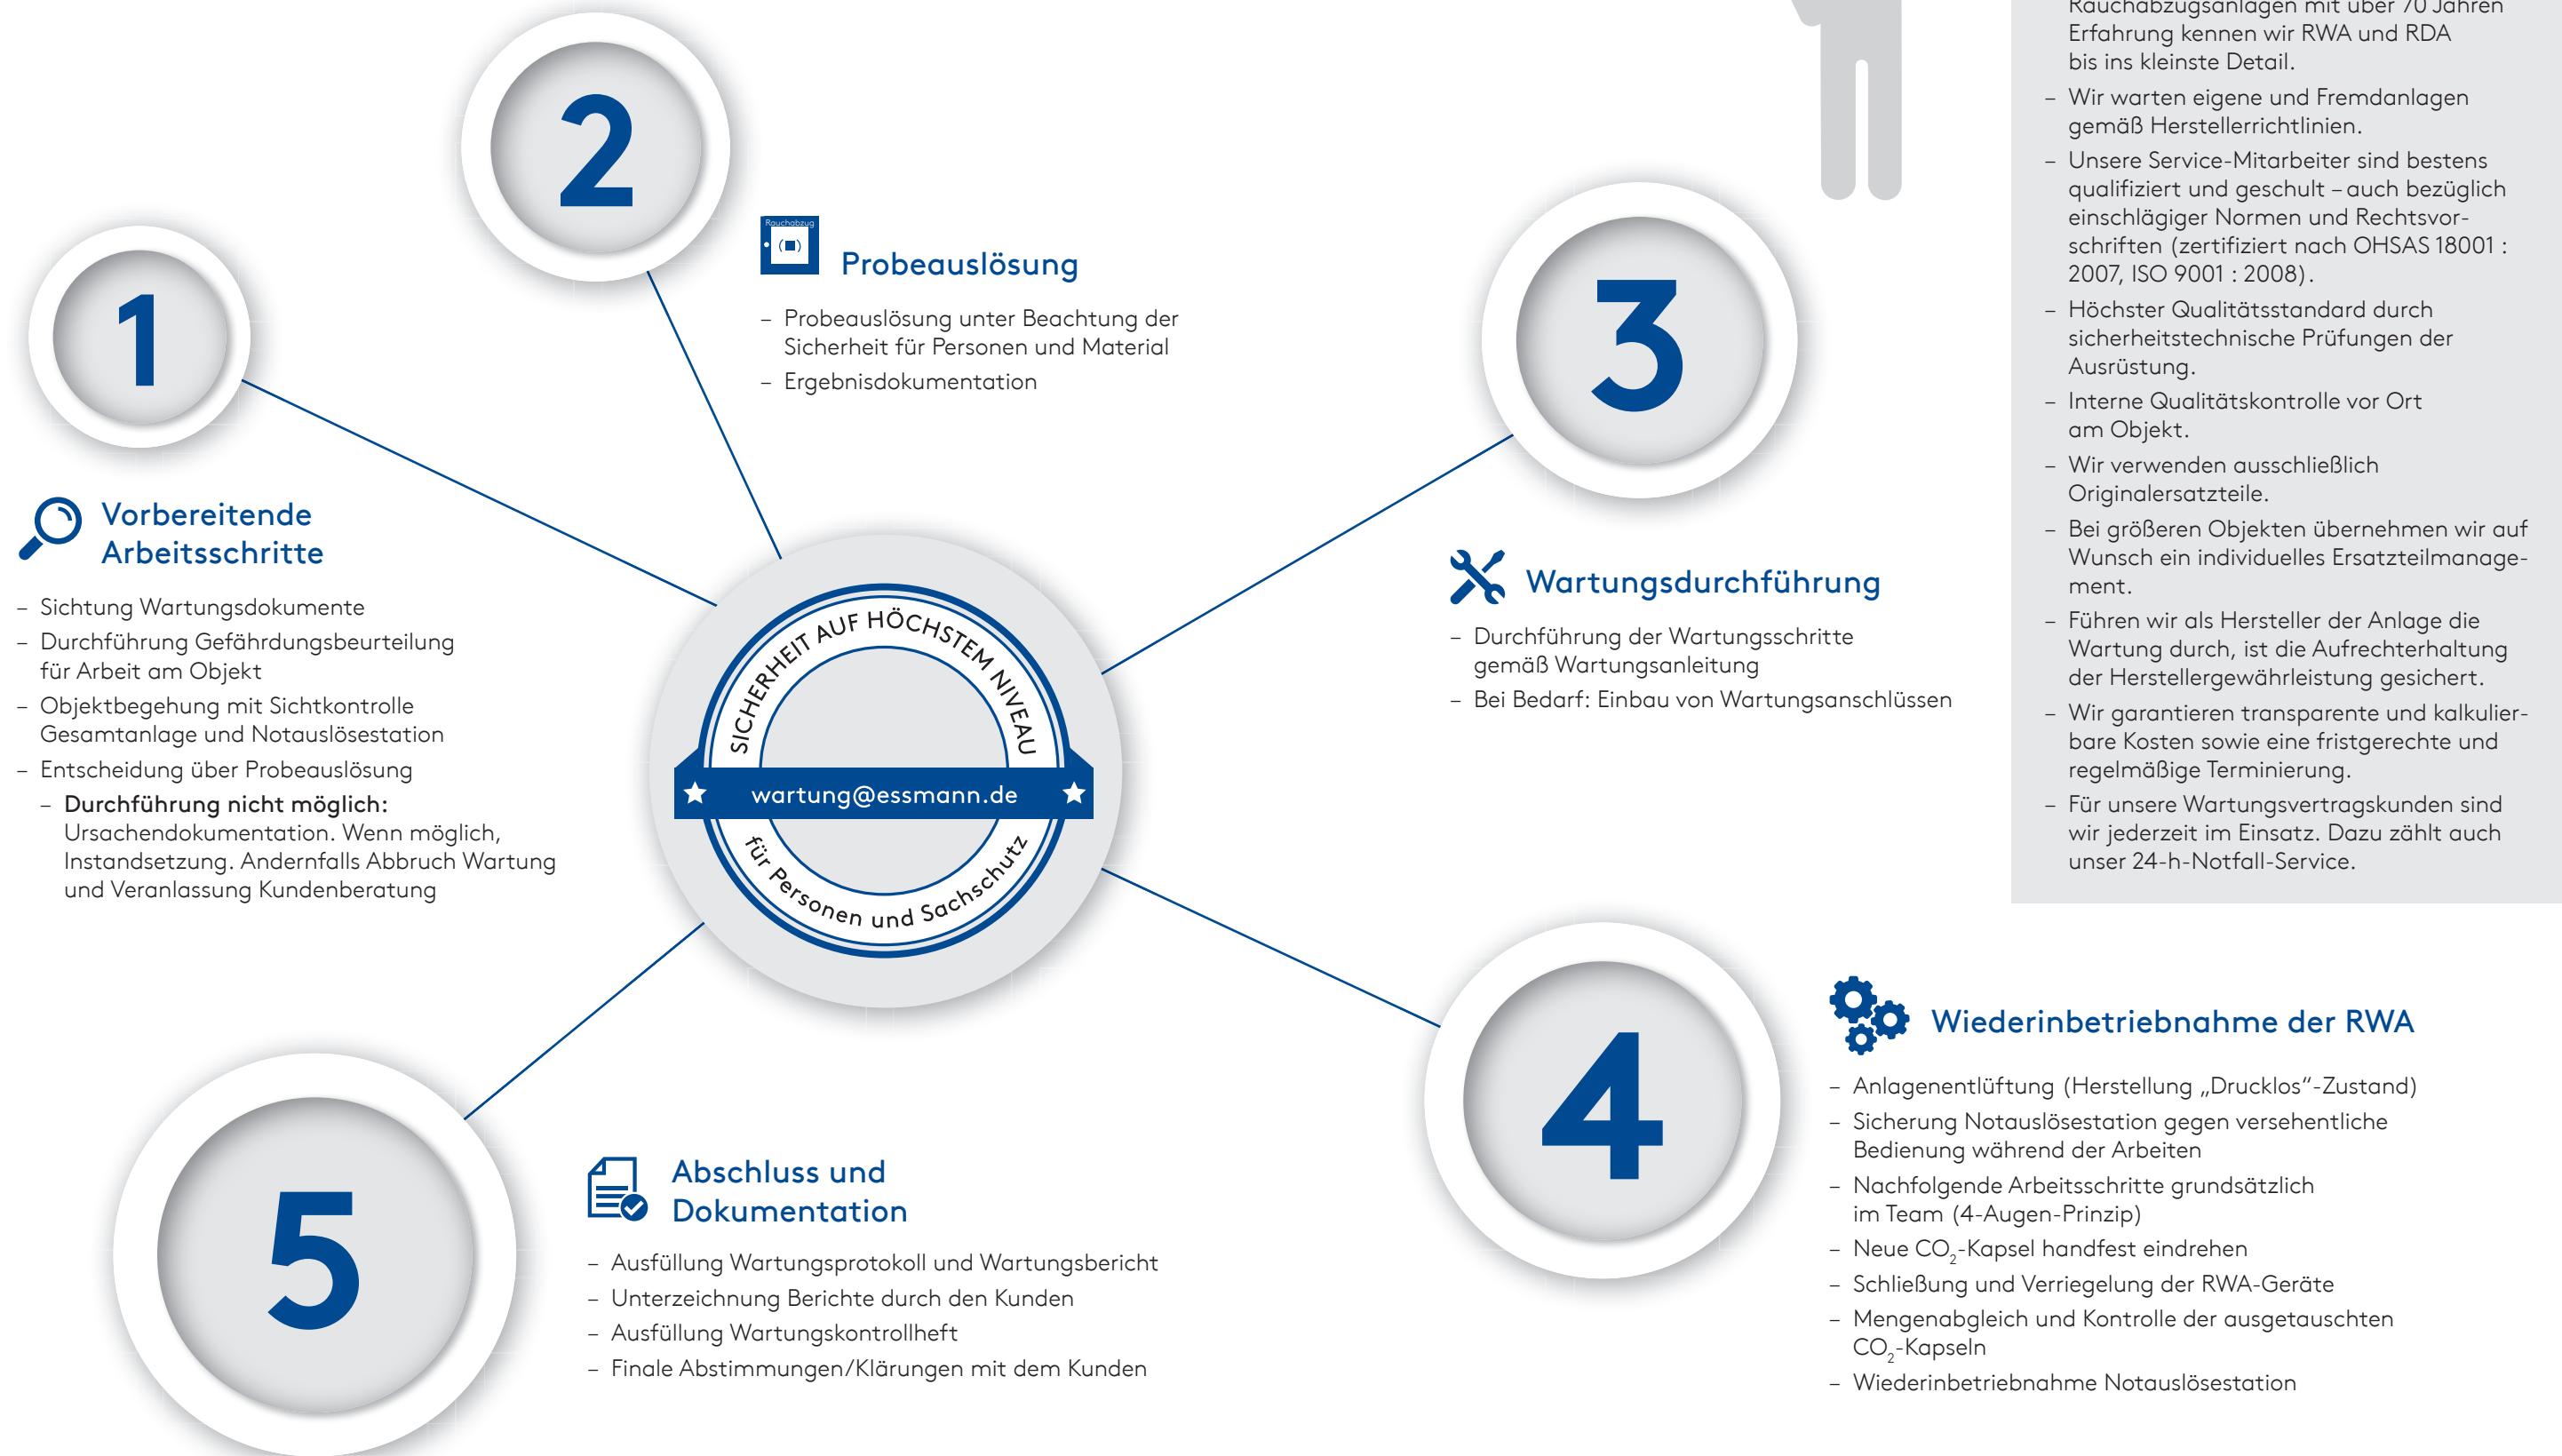 1
Vorbereitende
Arbeitsschritte
– Sichtung Wartungsdokumente
– Durchführung Gefährdungsbeurteilung
für Arbeit am Objekt
– Objektbegehung mit Sichtkontrolle
Gesamtanlage und Notauslösestation
– Entscheidung über Probeauslösung
– Durchführung nicht möglich:
Ursachendokumentation. Wenn möglich,
Instandsetzung. Andernfalls Abbruch Wartung
und Veranlassung Kundenberatung
2
Rauchabzug
Probeauslösung
– Probeauslösung unter Beachtung der
Sicherheit für Personen und Material
– Ergebnisdokumentation
3
Wartungsdurchführung
– Durchführung der Wartungsschritte
gemäß Wartungsanleitung
– Bei Bedarf: Einbau von Wartungsanschlüssen
SICHERHEIT AUF HÖCHSTEM NIVEAU
wartung@essmann.de
für Personen und Sachschutz
4
Wiederinbetriebnahme der RWA
– Anlagenentlüftung (Herstellung „Drucklos“-Zustand)
– Sicherung Notauslösestation gegen versehentliche
Bedienung während der Arbeiten
– Nachfolgende Arbeitsschritte grundsätzlich
im Team (4-Augen-Prinzip)
– Neue CO₂-Kapsel handfest eindrehen
– Schließung und Verriegelung der RWA-Geräte
– Mengenabgleich und Kontrolle der ausgetauschten
CO₂-Kapseln
– Wiederinbetriebnahme Notauslösestation
5
Abschluss und
Dokumentation
– Ausfüllung Wartungsprotokoll und Wartungsbericht
– Unterzeichnung Berichte durch den Kunden
– Ausfüllung Wartungskontrollheft
– Finale Abstimmungen/Klärungen mit dem Kunden
Rauchabzugsanlagen mit über 70 Jahren
Erfahrung kennen wir RWA und RDA
bis ins kleinste Detail.
– Wir warten eigene und Fremdanlagen
gemäß Herstellerrichtlinien.
– Unsere Service-Mitarbeiter sind bestens
qualifiziert und geschult – auch bezüglich
einschlägiger Normen und Rechtsvor-
schriften (zertifiziert nach OHSAS 18001 :
2007, ISO 9001 : 2008).
– Höchster Qualitätsstandard durch
sicherheitstechnische Prüfungen der
Ausrüstung.
– Interne Qualitätskontrolle vor Ort
am Objekt.
– Wir verwenden ausschließlich
Originalersatzteile.
– Bei größeren Objekten übernehmen wir auf
Wunsch ein individuelles Ersatzteilmanage-
ment.
– Führen wir als Hersteller der Anlage die
Wartung durch, ist die Aufrechterhaltung
der Herstellergewährleistung gesichert.
– Wir garantieren transparente und kalkulier-
bare Kosten sowie eine fristgerechte und
regelmäßige Terminierung.
– Für unsere Wartungsvertragskunden sind
wir jederzeit im Einsatz. Dazu zählt auch
unser 24-h-Notfall-Service.